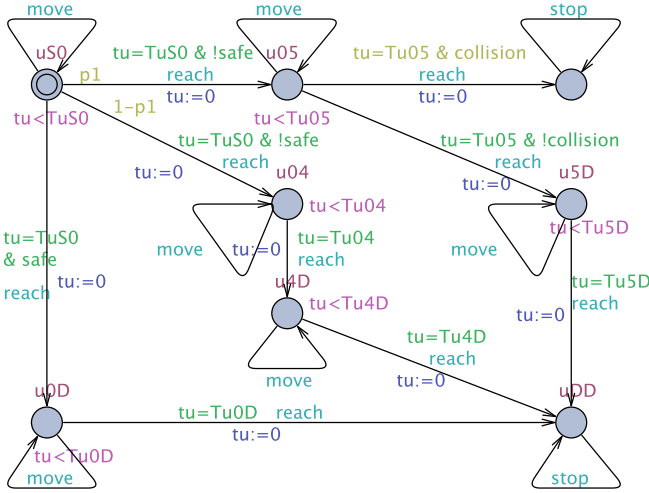 move
move
stop
uS0
tu=TuS0 & !safe
u05
tu=Tu05 & collision
p1
reach
reach
tu:=0
tu:=0
1-p1
tu<TuS0
tu<Tu05
tu=TuS0 & !safe
tu=Tu05 & !collision
reach
reach
tu:=0
u04
tu:=0
u5D
tu<Tu04
tu<Tu5D
tu=TuS0
& safe
move
tu:=0
tu=Tu04
reach
move
reach
tu:=0
u4D
tu<Tu4D
tu=Tu5D
reach
tu:=0
tu=Tu4D
reach
move
tu:=0
u0D
uDD
tu=Tu0D
reach
tu:=0
tu<Tu0D
move
stop